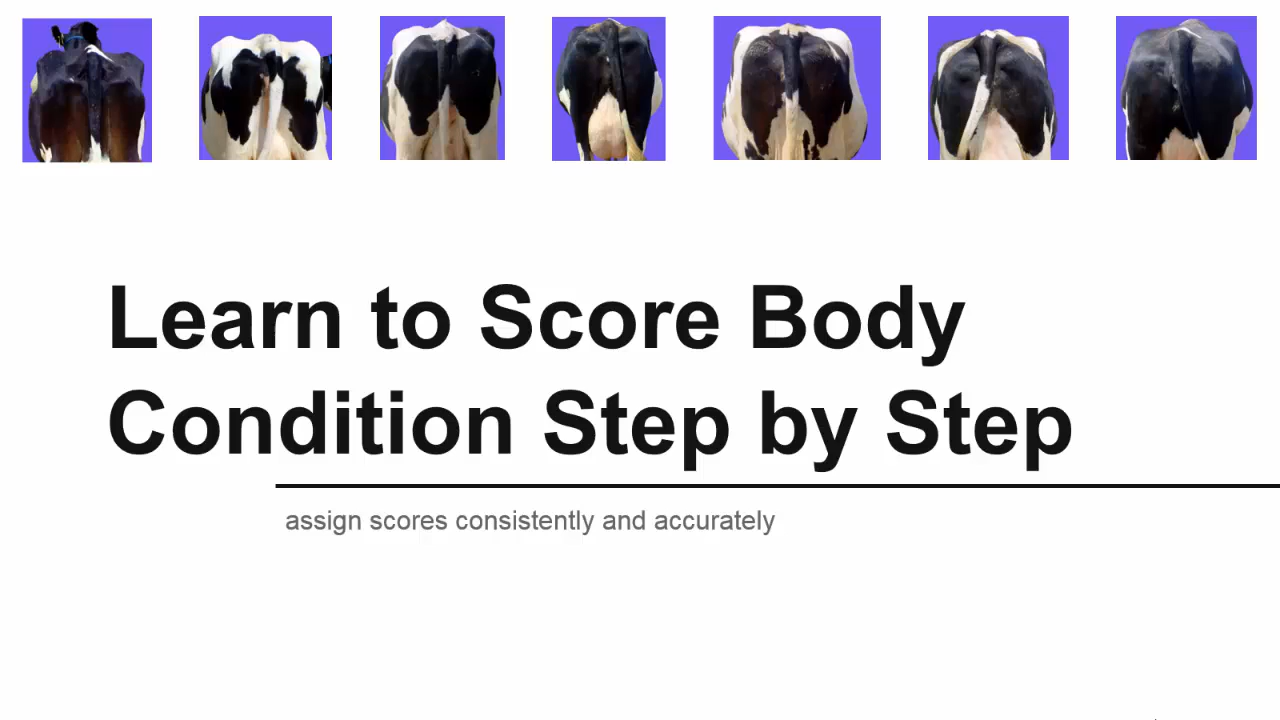 Learn to Score Body
Condition Step by Step
assign scores consistently and accurately